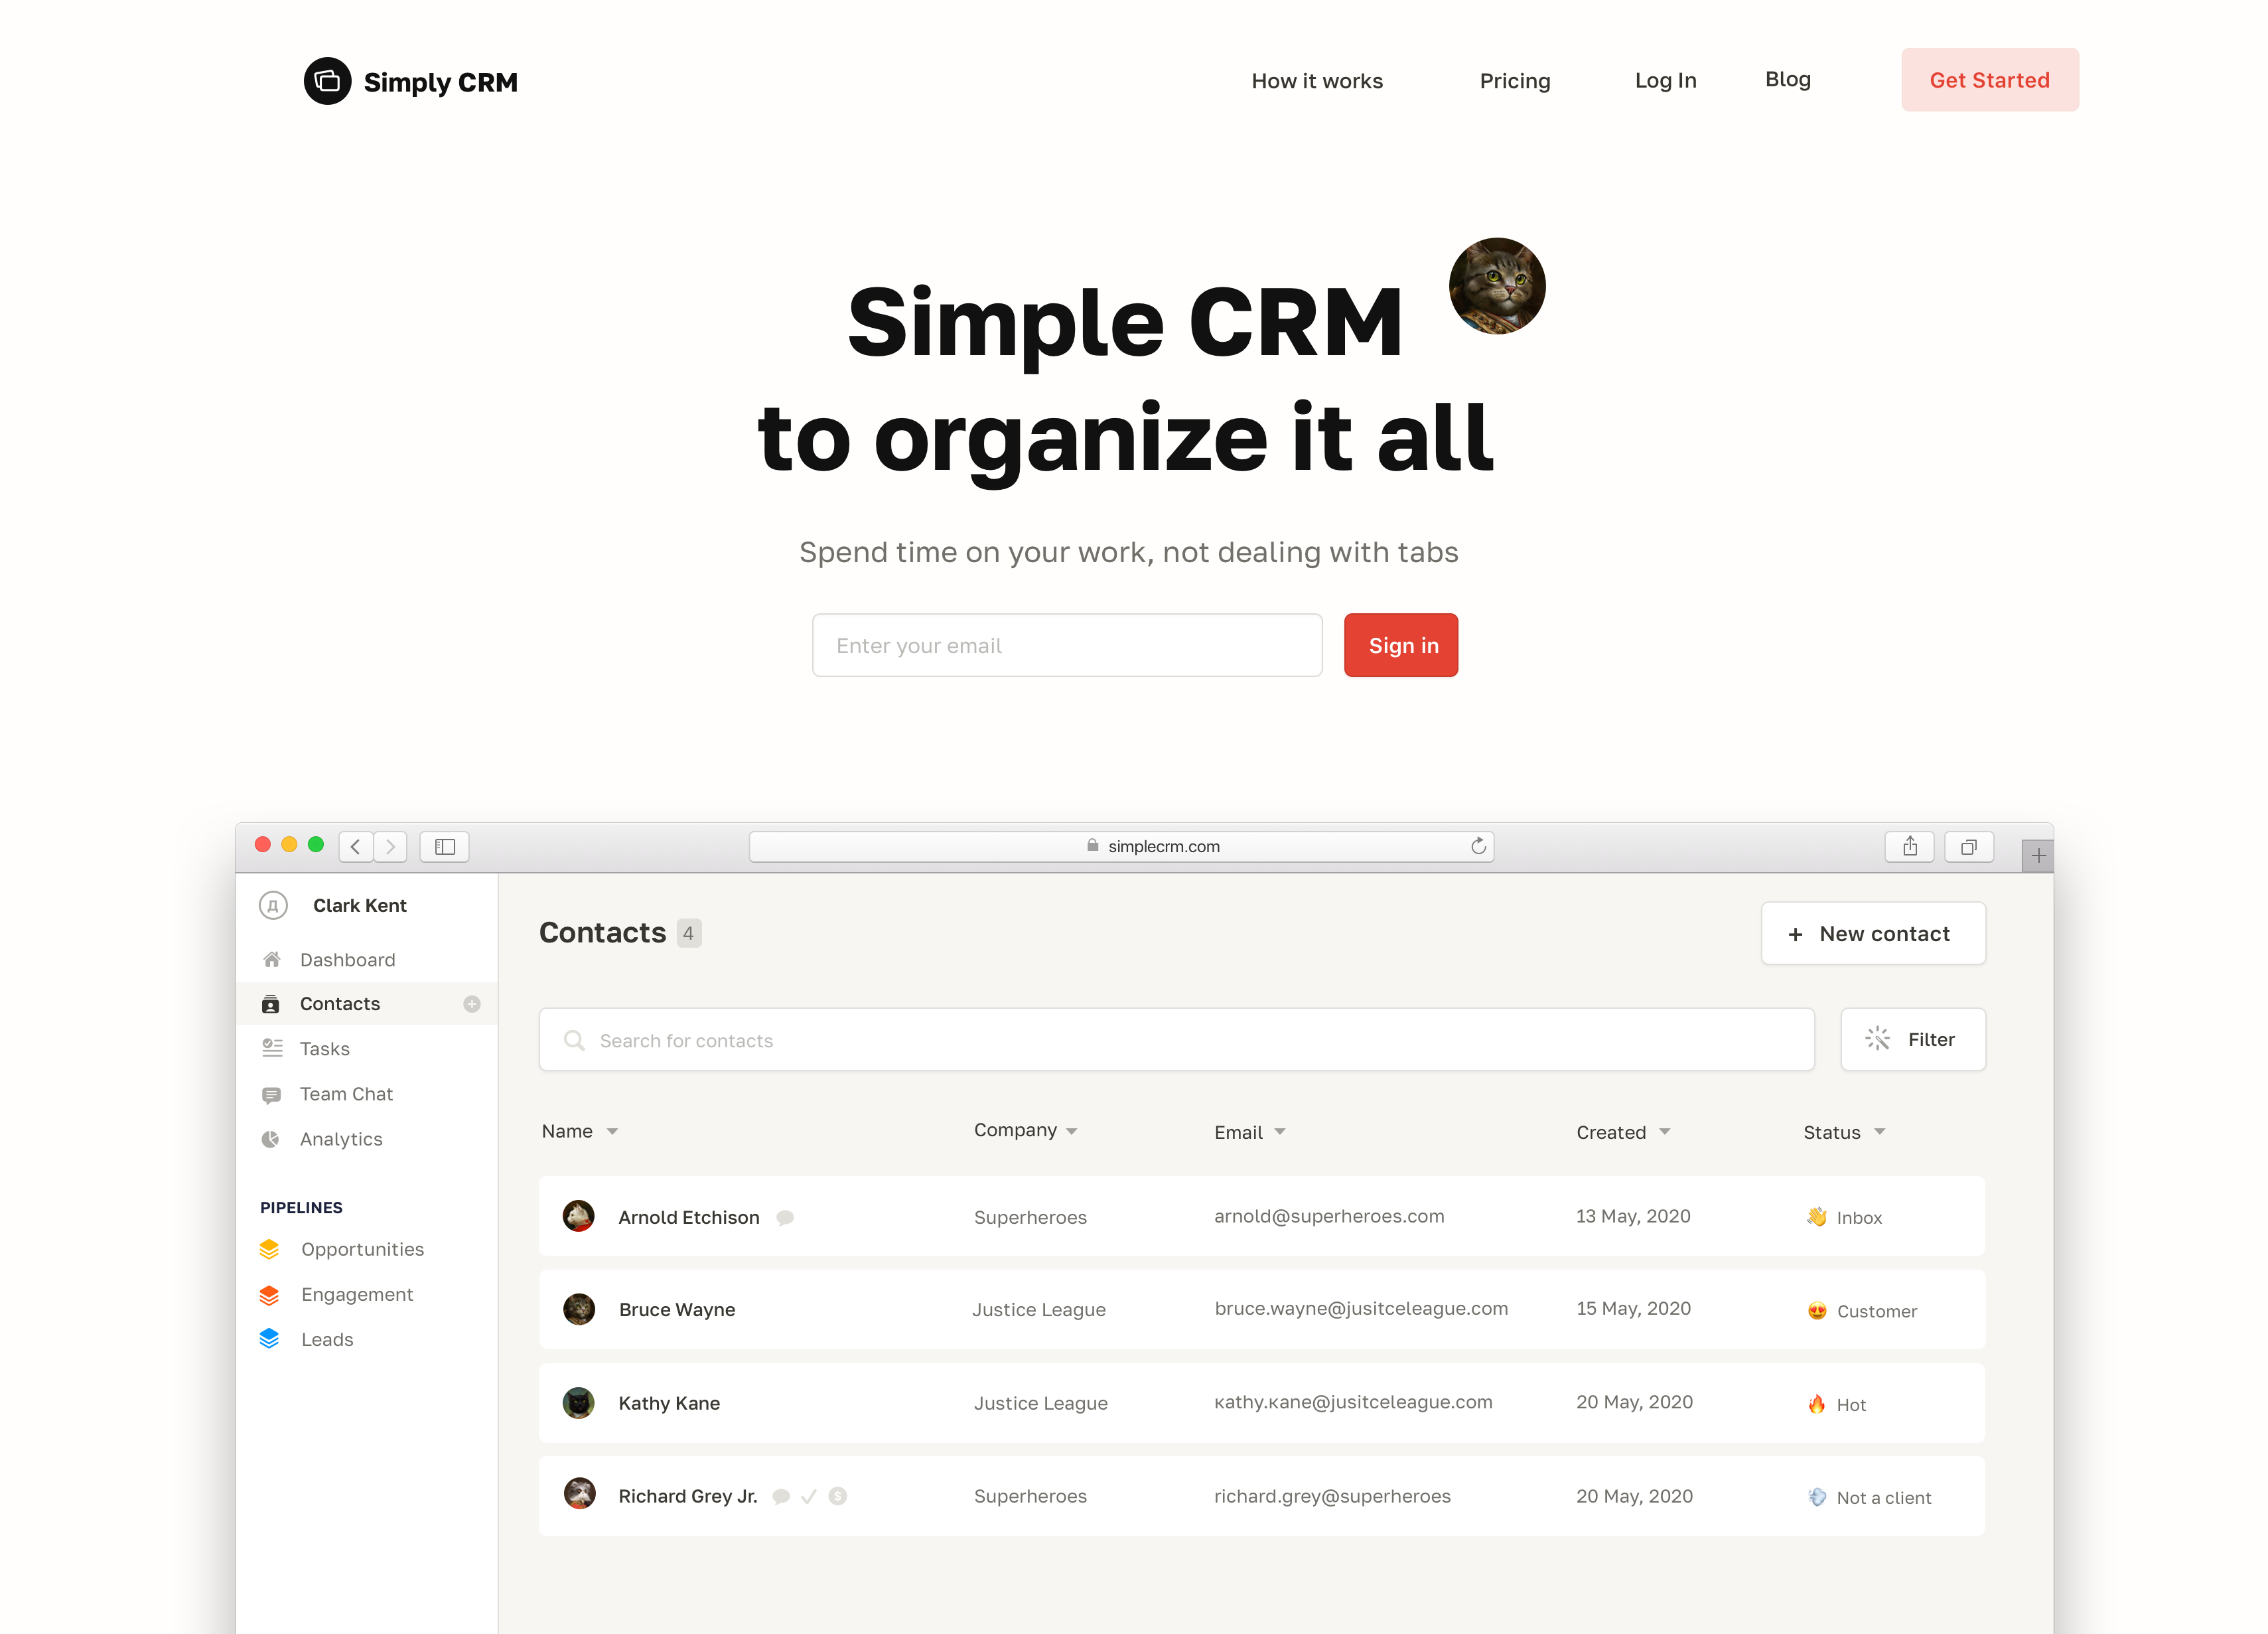 Simply CRM
How it works
Pricing
Log In
Blog
Get Started
Simple CRM
to organize it all
Spend time on your work, not dealing with tabs
Enter your email
Sign in
simplecrm.com
Д
Clark Kent
Dashboard
Contacts
Tasks
Team Chat
Analytics
PIPELINES
Opportunities
Engagement
Leads
Contacts 4
+ New contact
Search for contacts
Filter
Name Company Email Created Status
Arnold Etchison Superheroes arnold@superheroes.com 13 May, 2020 👋 Inbox
Bruce Wayne Justice League bruce.wayne@jusitceleague.com 15 May, 2020 😍 Customer
Kathy Kane Justice League кathy.кane@jusitceleague.com 20 May, 2020 🔥 Hot
Richard Grey Jr. $ Superheroes richard.grey@superheroes 20 May, 2020 💨 Not a client